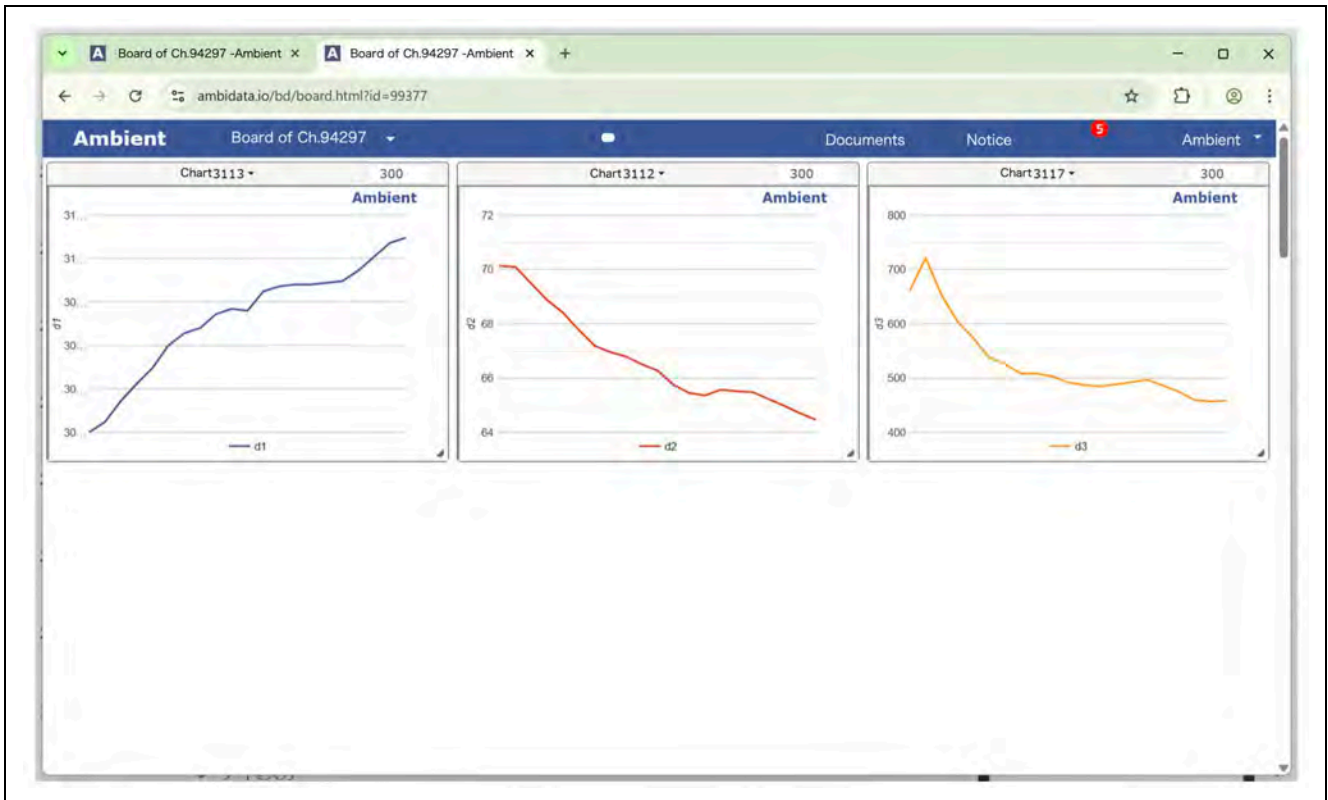 Board of Ch.94297 -Ambient × Board of Ch.94297 -Ambient × +
ambidata.io/bd/board.html?id=99377
Ambient Board of Ch.94297 Documents Notice 5 Ambient
Chart3113 300
Ambient
31...
31...
30...
30...
30...
30...
d1
d1
Chart3112 300
Ambient
72
70
68
66
64
d2
d2
Chart3117 300
Ambient
800
700
600
500
400
d3
d3